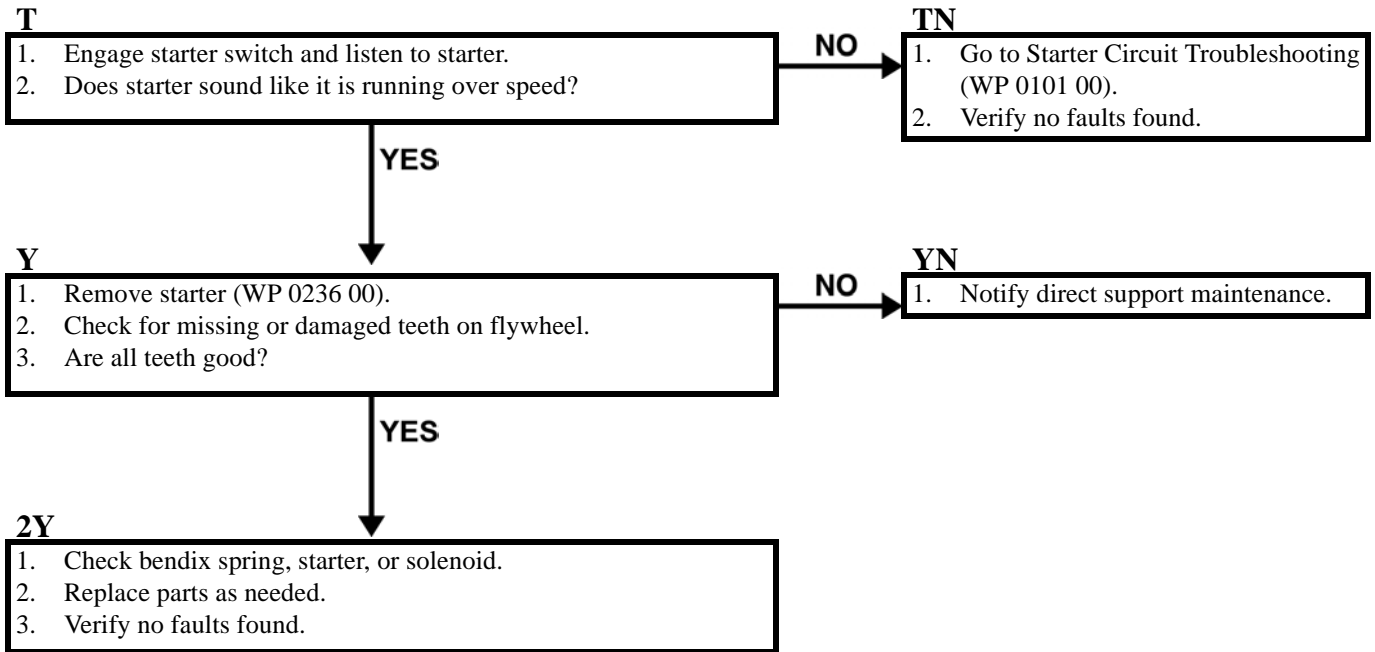 T
1. Engage starter switch and listen to starter.
2. Does starter sound like it is running over speed?
NO
TN
1. Go to Starter Circuit Troubleshooting
(WP 0101 00).
2. Verify no faults found.
YES
Y
1. Remove starter (WP 0236 00).
2. Check for missing or damaged teeth on flywheel.
3. Are all teeth good?
NO
YN
1. Notify direct support maintenance.
YES
2Y
1. Check bendix spring, starter, or solenoid.
2. Replace parts as needed.
3. Verify no faults found.